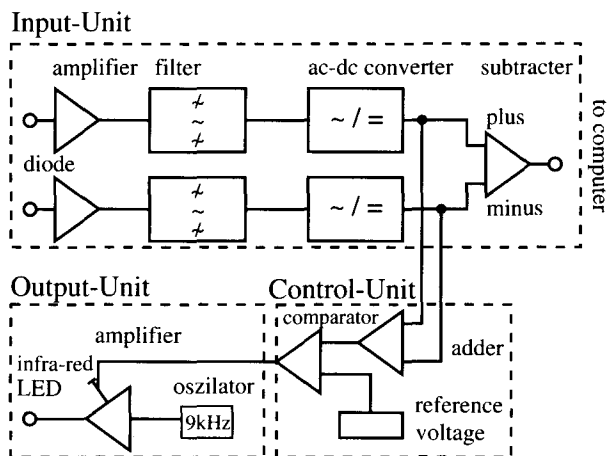 Input-Unit
amplifier filter ac-dc converter subtracter
~
~ / =
plus
diode
~
~ / =
minus
to computer
Output-Unit Control-Unit
amplifier
comparator
adder
infra-red
LED
oszilator
9kHz
reference
voltage